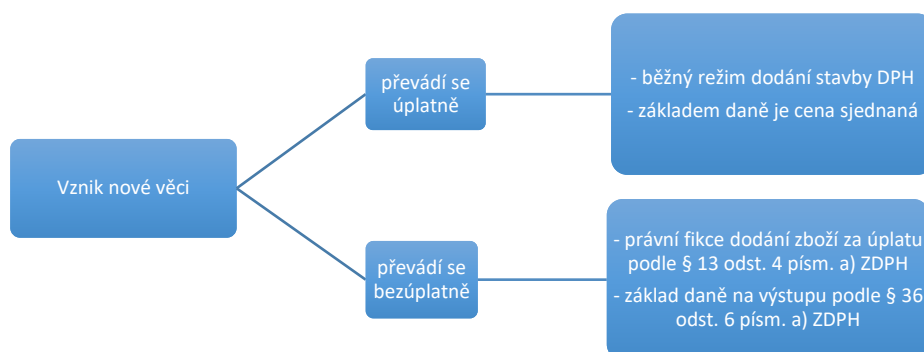 Vznik nové věci
převádí se
úplatně
- běžný režim dodání stavby DPH
- základem daně je cena sjednaná
převádí se
bezúplatně
- právní fikce dodání zboží za úplatu
podle § 13 odst. 4 písm. a) ZDPH
- základ daně na výstupu podle § 36
odst. 6 písm. a) ZDPH